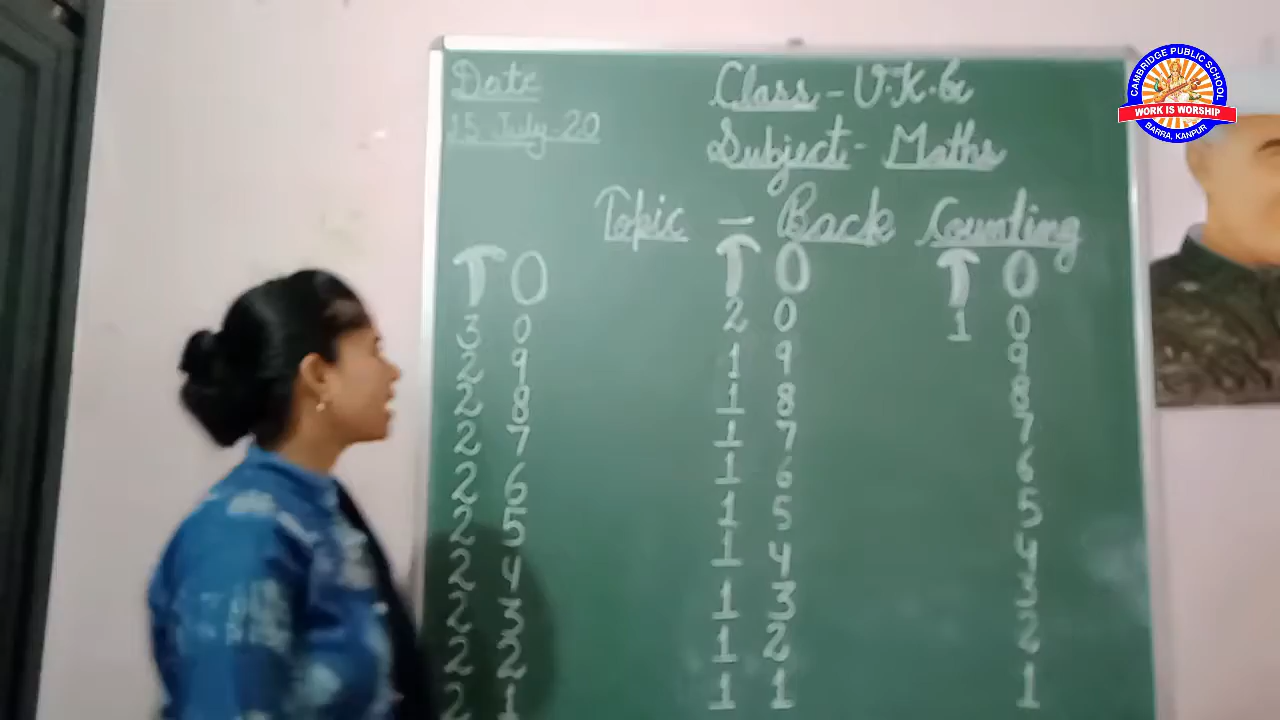 Date
15-July-20
Class - U.K.G
Subject - Maths
Topic - Back Counting
T O T O T O
3 0 2 0 1 0
2 9 1 9 9
2 8 1 8 8
2 7 1 7 7
2 6 1 6 6
2 5 1 5 5
2 4 1 4 4
2 3 1 3 3
2 2 1 2 2
2 1 1 1 1
CAMBRIDGE PUBLIC SCHOOL
WORK IS WORSHIP
BARRA, KANPUR